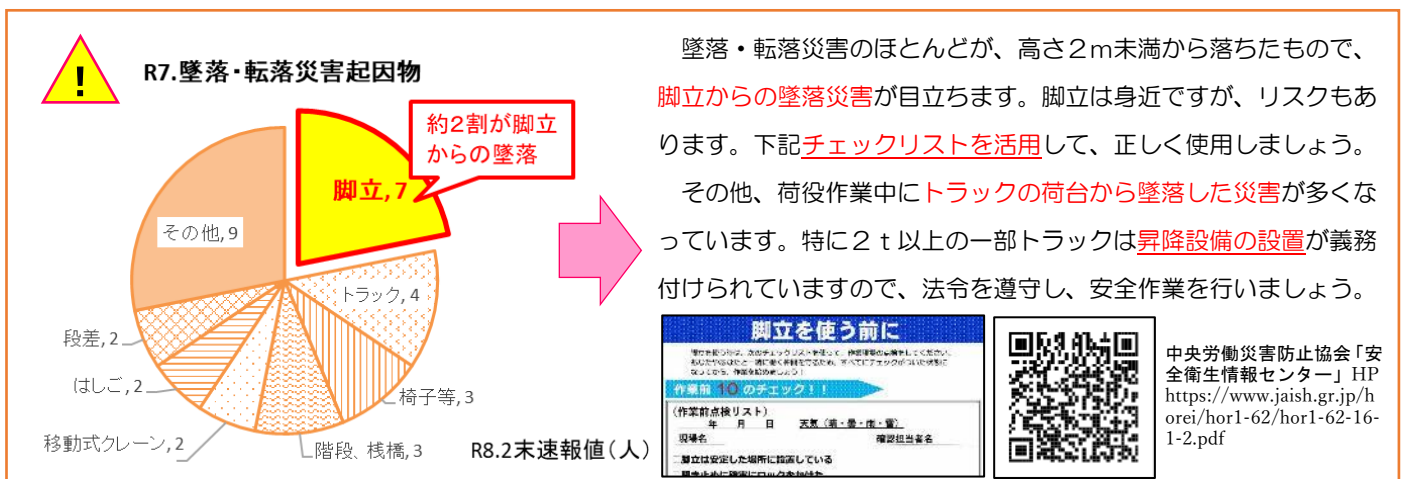 !
R7.墜落・転落災害起因物
約2割が脚立
からの墜落
脚立,7
トラック,4
椅子等,3
階段、桟橋,3
移動式クレーン,2
はしご,2
段差,2
その他,9
R8.2末速報値(人)
墜落・転落災害のほとんどが、高さ2m未満から落ちたもので、
脚立からの墜落災害が目立ちます。脚立は身近ですが、リスクもあ
ります。下記チェックリストを活用して、正しく使用しましょう。
その他、荷役作業中にトラックの荷台から墜落した災害が多くな
っています。特に2t以上の一部トラックは昇降設備の設置が義務
付けられていますので、法令を遵守し、安全作業を行いましょう。
脚立を使う前に
作業前 10 のチェック!!
(作業前点検リスト)
年 月 日 天気(晴・曇・雨・雪)
現場名 確認担当者名
脚立は安定した場所に設置している
開き止めに確実にロックをかけた
中央労働災害防止協会「安
全衛生情報センター」HP
https://www.jaish.gr.jp/h
orei/hor1-62/hor1-62-16-
1-2.pdf